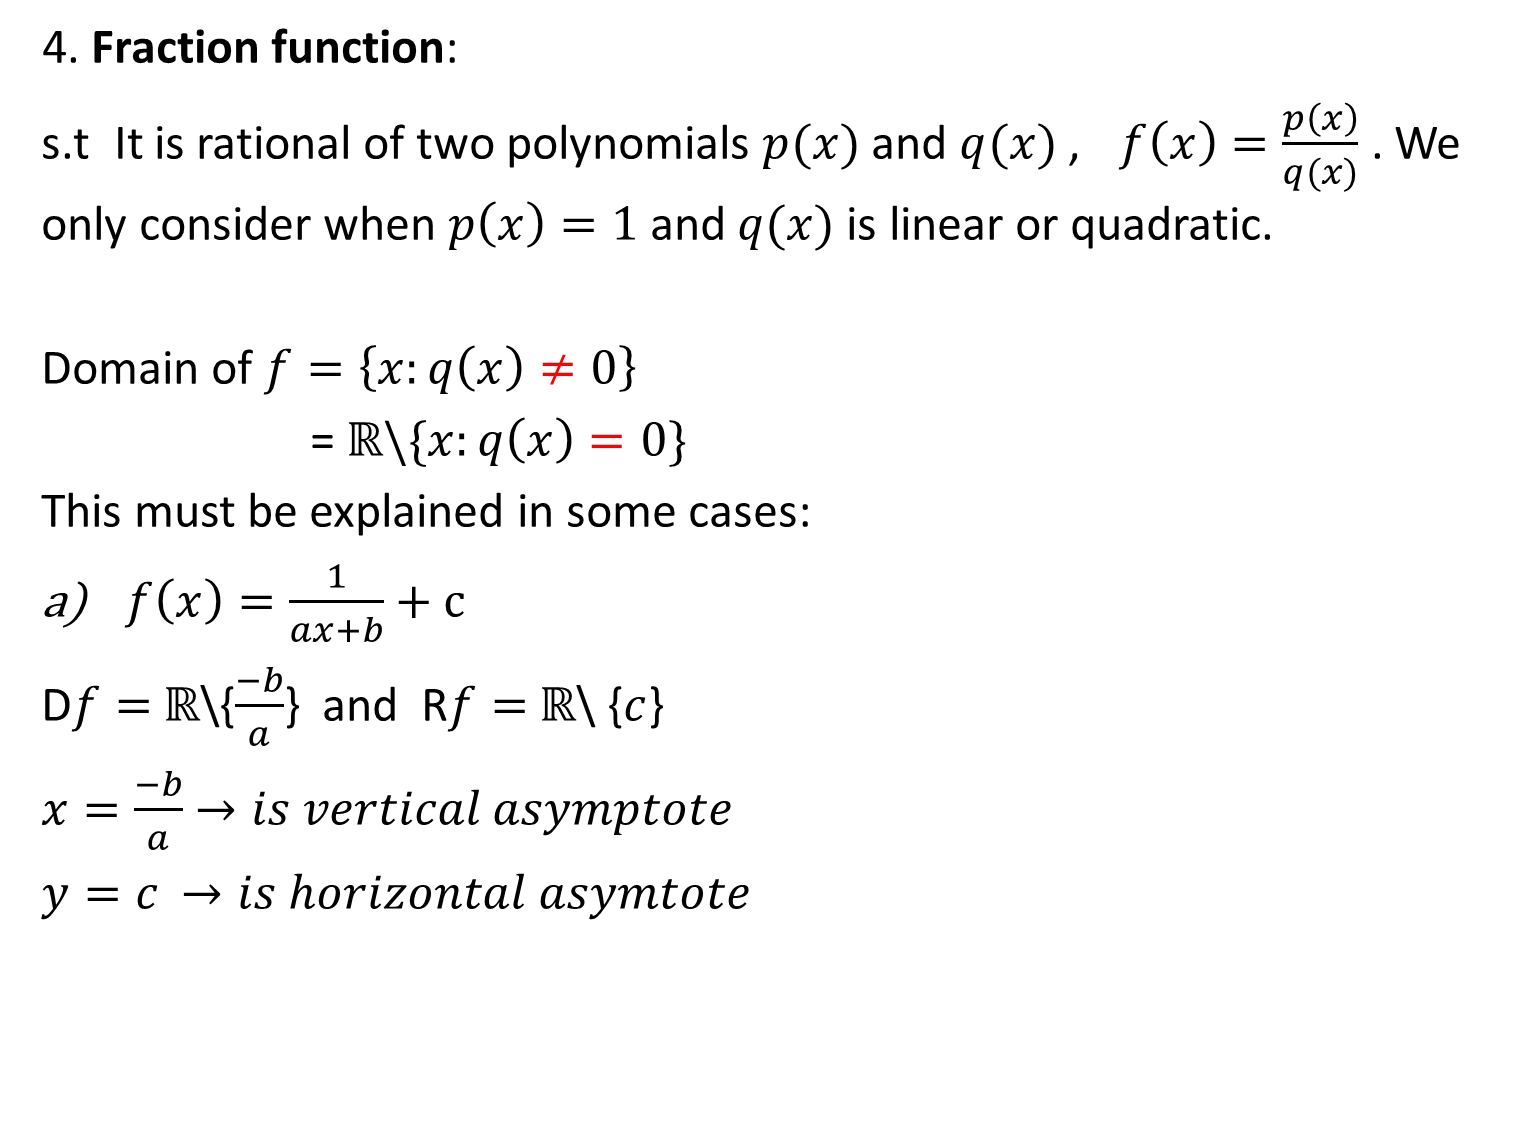 4. Fraction function:
s.t It is rational of two polynomials p(x) and q(x) , f(x) = p(x)/q(x) . We
only consider when p(x) = 1 and q(x) is linear or quadratic.
Domain of f = {x: q(x) ≠ 0}
= ℝ\{x: q(x) = 0}
This must be explained in some cases:
a) f(x) = 1/(ax+b) + c
Df = ℝ\{−b/a} and Rf = ℝ\ {c}
x = −b/a → is vertical asymptote
y = c → is horizontal asymtote